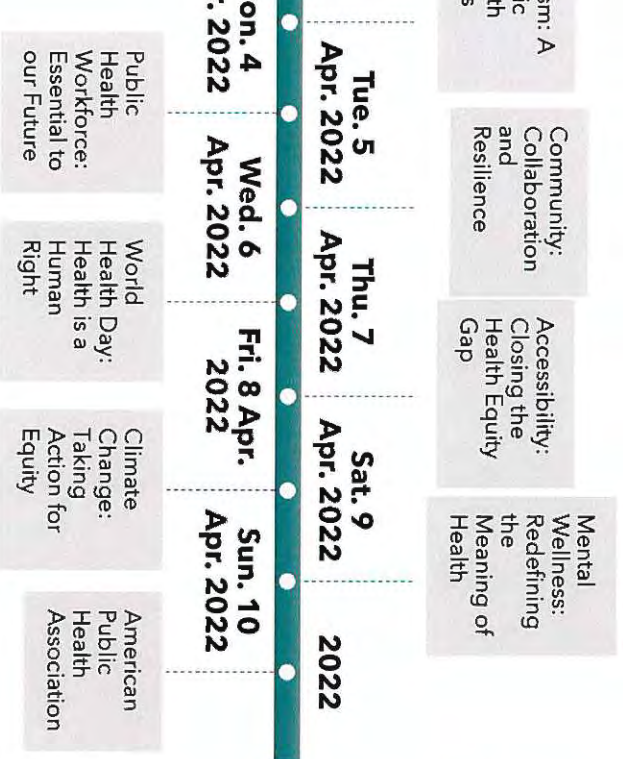 sm: A
ic
th
s
Community:
Collaboration
and
Resilience
Accessibility:
Closing the
Health Equity
Gap
Mental
Wellness:
Redefining
the
Meaning of
Health
Tue. 5
Apr. 2022
Thu. 7
Apr. 2022
Sat. 9
Apr. 2022
2022
on. 4
. 2022
Wed. 6
Apr. 2022
Fri. 8 Apr.
2022
Sun. 10
Apr. 2022
Public
Health
Workforce:
Essential to
our Future
World
Health Day:
Health is a
Human
Right
Climate
Change:
Taking
Action for
Equity
American
Public
Health
Association